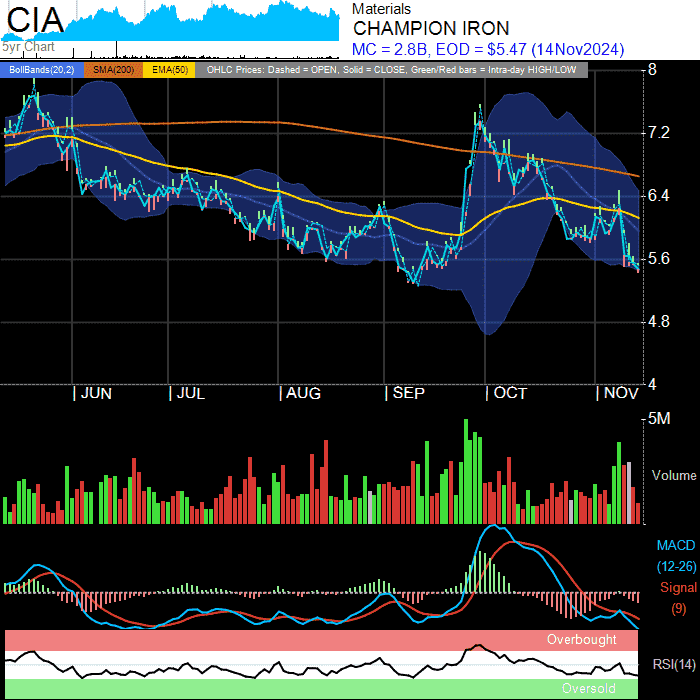 CIA
5yr Chart
Materials
CHAMPION IRON
MC = 2.8B, EOD = $5.47 (14Nov2024)
BollBands(20,2) SMA(200) EMA(50) OHLC Prices: Dashed = OPEN, Solid = CLOSE, Green/Red bars = Intra-day HIGH/LOW
8
7.2
6.4
5.6
4.8
4
JUN JUL AUG SEP OCT NOV
5M
Volume
MACD
(12-26)
Signal
(9)
Overbought
RSI(14)
Oversold